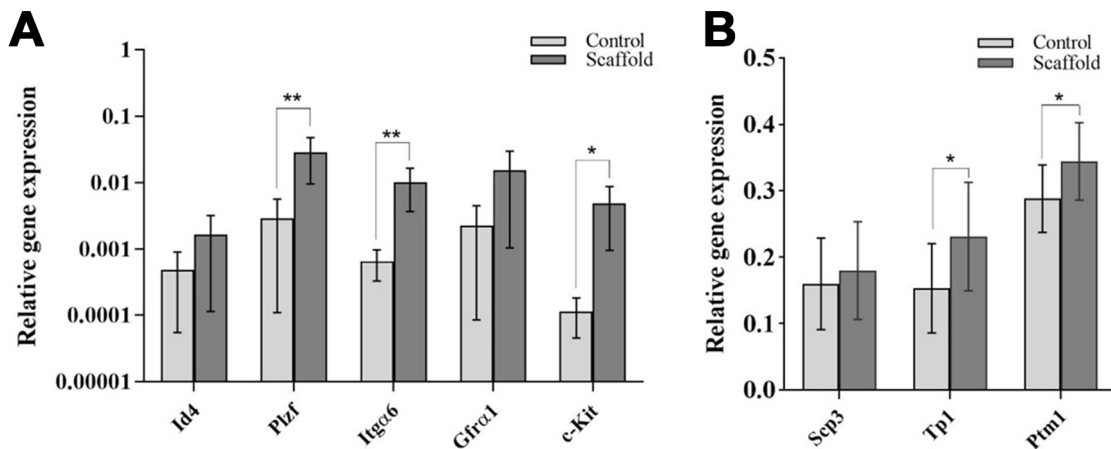 A
Control
Scaffold
Relative gene expression
1
0.1
0.01
0.001
0.0001
0.00001
**
**
*
Id4
Plzf
Itgα6
Gfrα1
c-Kit
B
Control
Scaffold
Relative gene expression
0.5
0.4
0.3
0.2
0.1
0.0
*
*
Scp3
Tp1
Ptm1